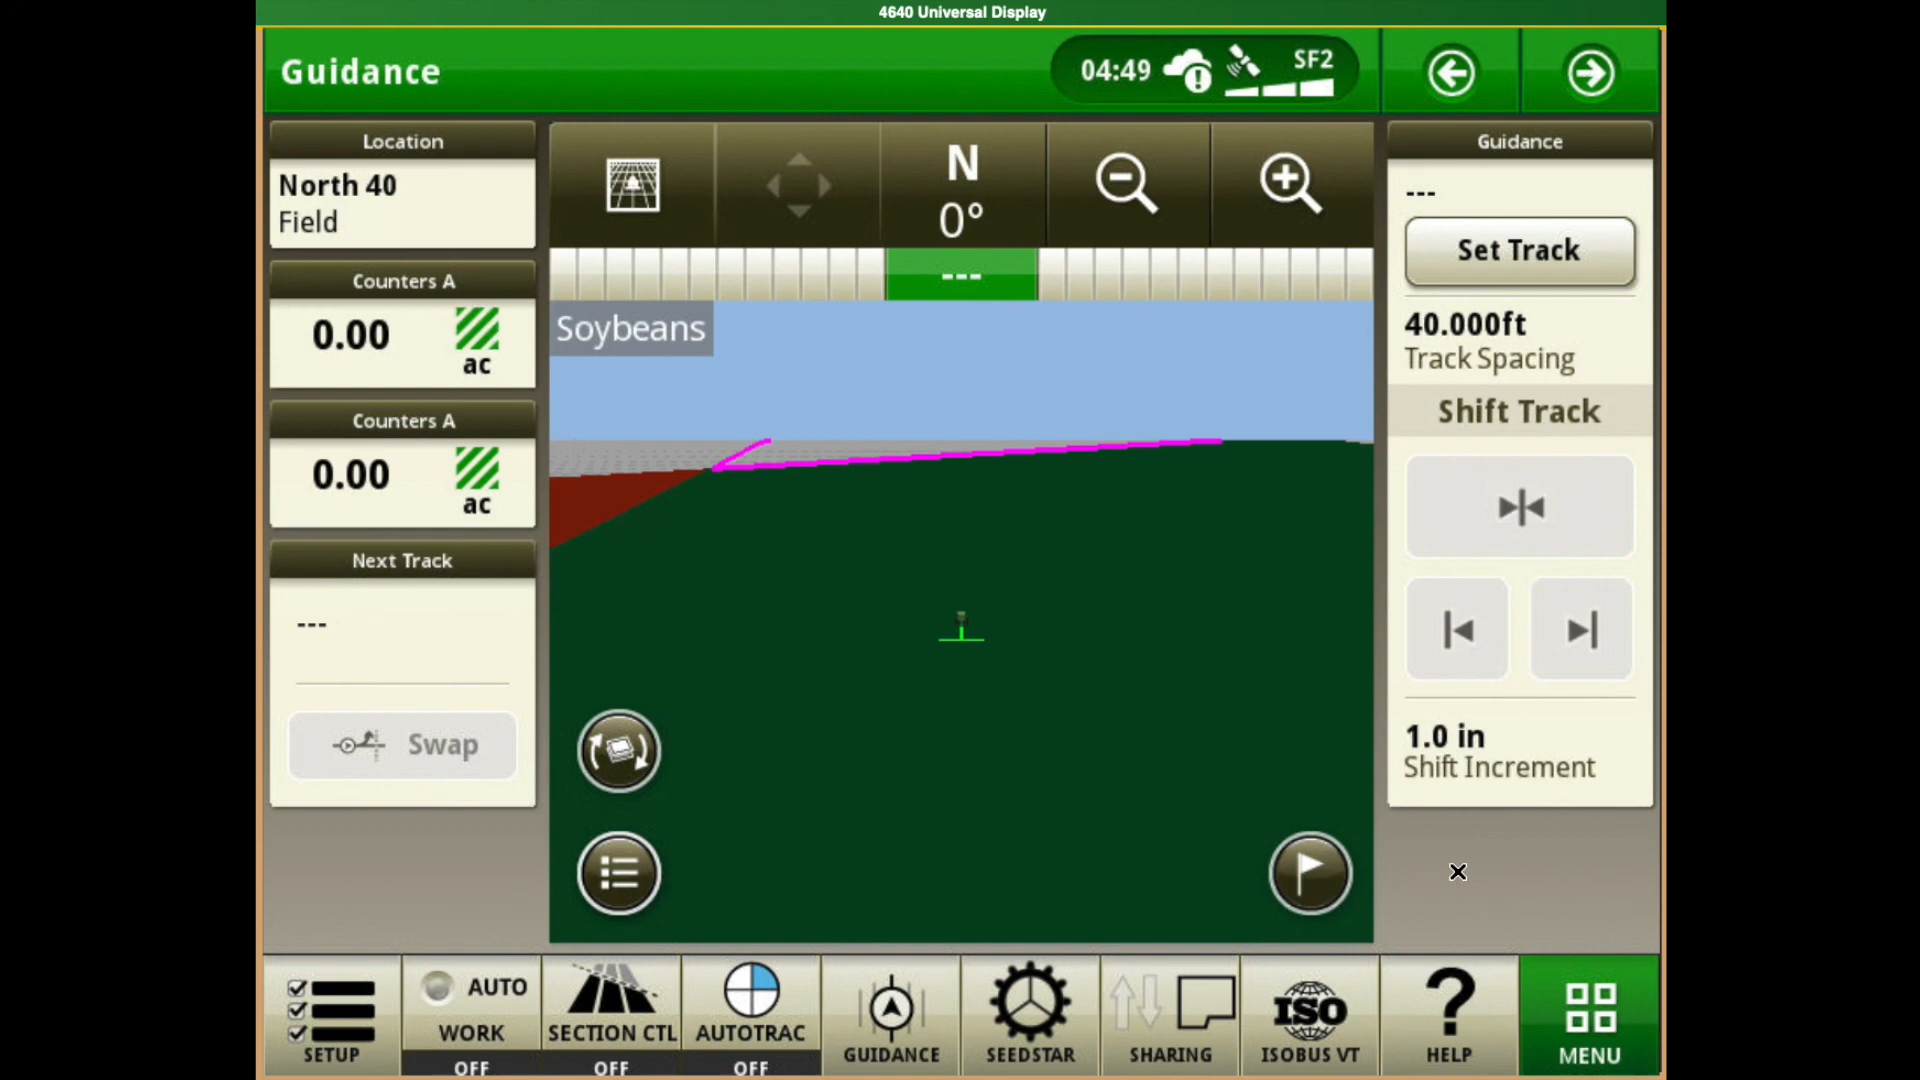 4640 Universal Display
Guidance
04:49
SF2
Location
North 40
Field
Counters A
0.00
ac
Counters A
0.00
ac
Next Track
---
Swap
N
0°
---
Soybeans
Guidance
---
Set Track
40.000ft
Track Spacing
Shift Track
1.0 in
Shift Increment
SETUP
AUTO
WORK
OFF
SECTION CTL
OFF
AUTOTRAC
OFF
GUIDANCE
SEEDSTAR
SHARING
ISO
ISOBUS VT
?
HELP
MENU